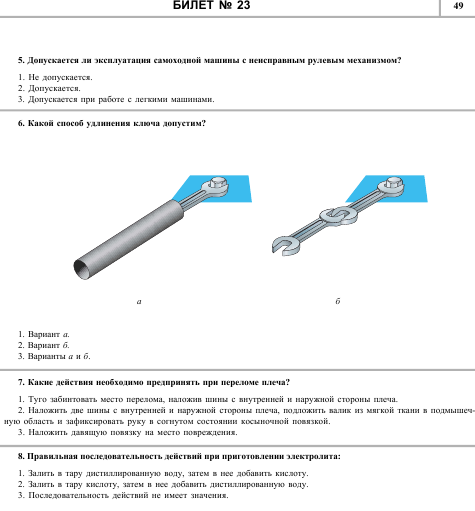 БИЛЕТ № 23
49
5. Допускается ли эксплуатация самоходной машины с неисправным рулевым механизмом?
1. Не допускается.
2. Допускается.
3. Допускается при работе с легкими машинами.
6. Какой способ удлинения ключа допустим?
а
б
1. Вариант а.
2. Вариант б.
3. Варианты а и б.
7. Какие действия необходимо предпринять при переломе плеча?
1. Туго забинтовать место перелома, наложив шины с внутренней и наружной стороны плеча.
2. Наложить две шины с внутренней и наружной стороны плеча, подложить валик из мягкой ткани в подмышеч-
ную область и зафиксировать руку в согнутом состоянии косыночной повязкой.
3. Наложить давящую повязку на место повреждения.
8. Правильная последовательность действий при приготовлении электролита:
1. Залить в тару дистиллированную воду, затем в нее добавить кислоту.
2. Залить в тару кислоту, затем в нее добавить дистиллированную воду.
3. Последовательность действий не имеет значения.